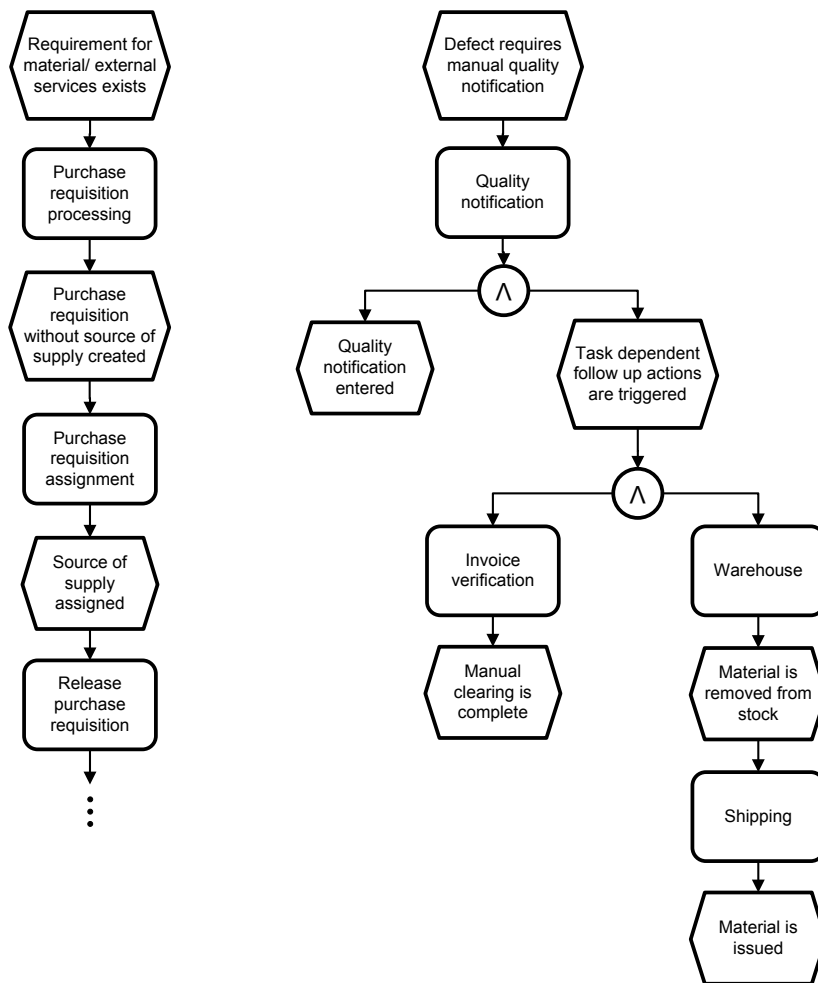 Requirement for
material/ external
services exists
Purchase
requisition
processing
Purchase
requisition
without source of
supply created
Purchase
requisition
assignment
Source of
supply
assigned
Release
purchase
requisition
Defect requires
manual quality
notification
Quality
notification
Λ
Quality
notification
entered
Task dependent
follow up actions
are triggered
Λ
Invoice
verification
Manual
clearing is
complete
Warehouse
Material is
removed from
stock
Shipping
Material is
issued